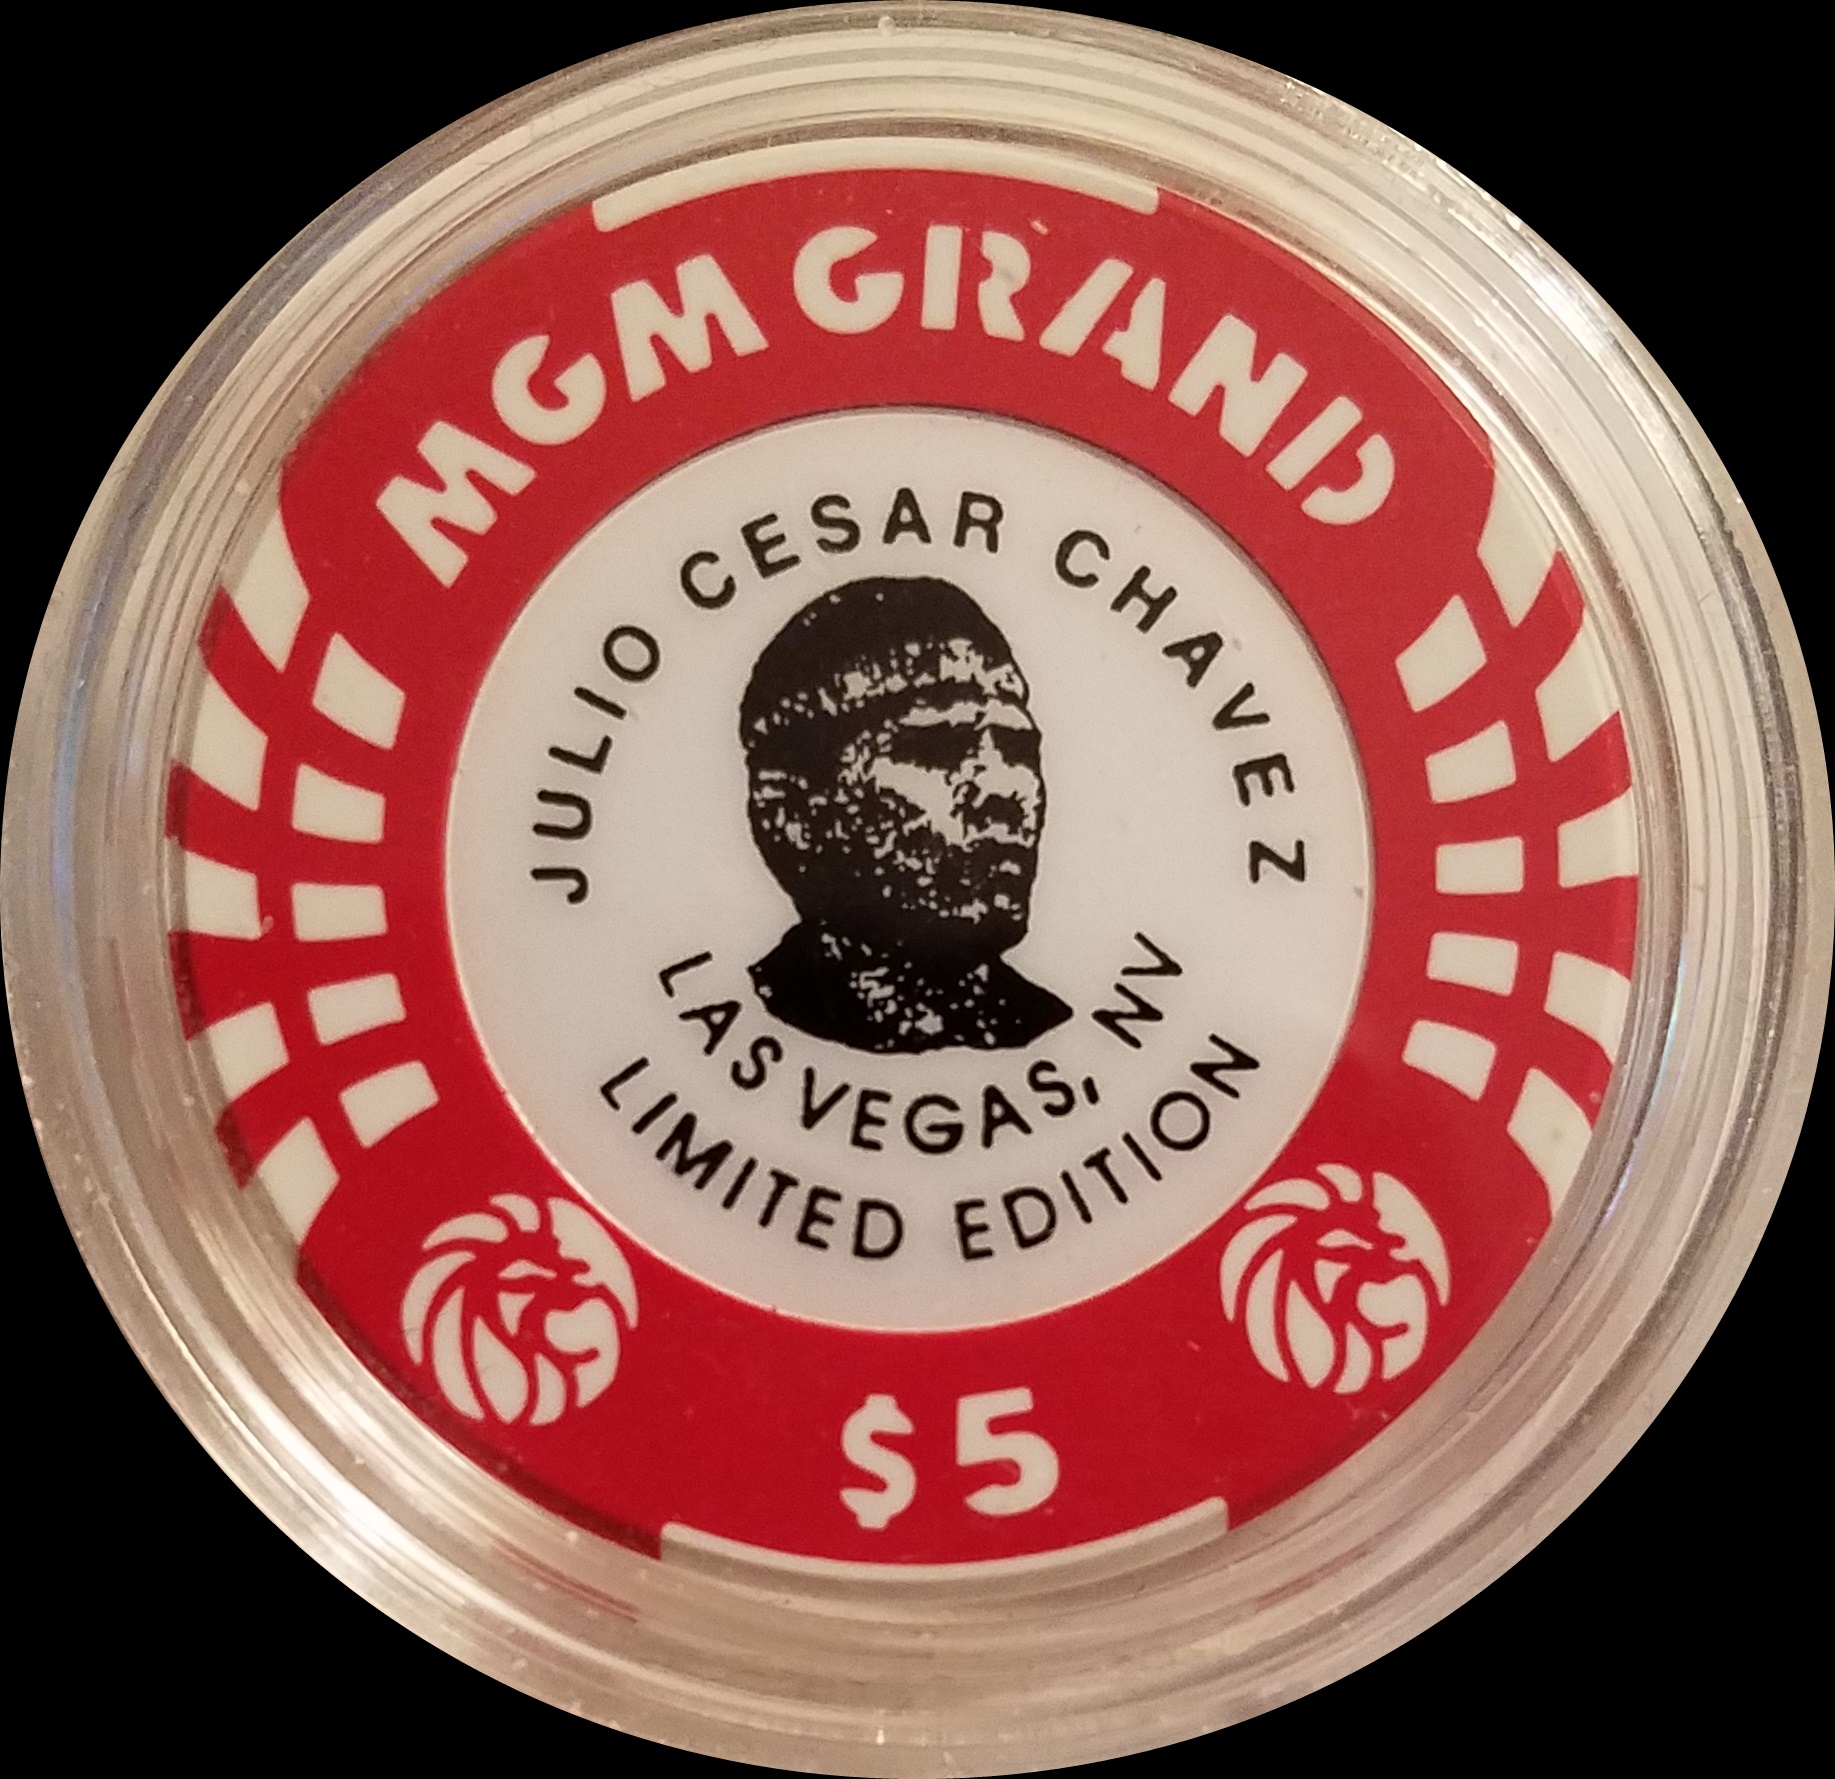 MGM GRAND
JULIO CESAR CHAVEZ
LAS VEGAS, NV
LIMITED EDITION
$5